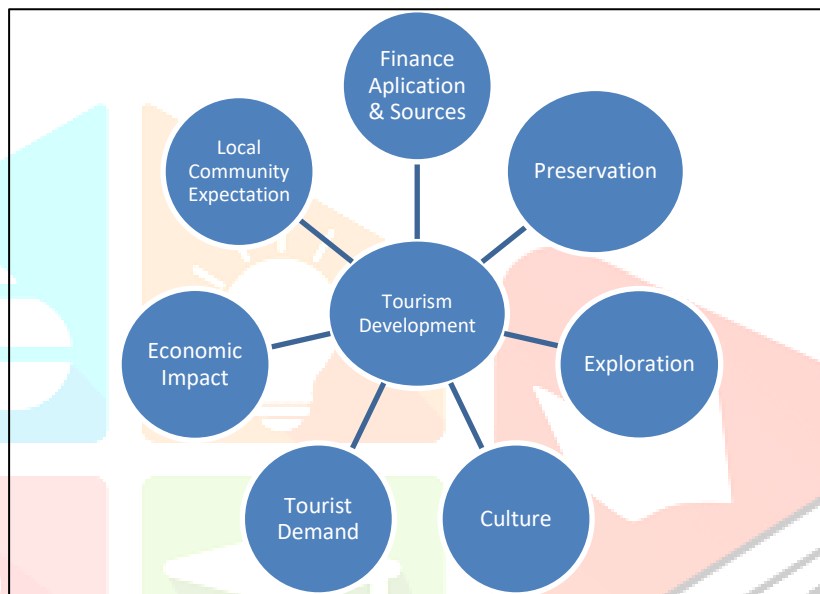 Finance
Aplication
& Sources
Local
Community
Expectation
Preservation
Tourism
Development
Economic
Impact
Exploration
Tourist
Demand
Culture